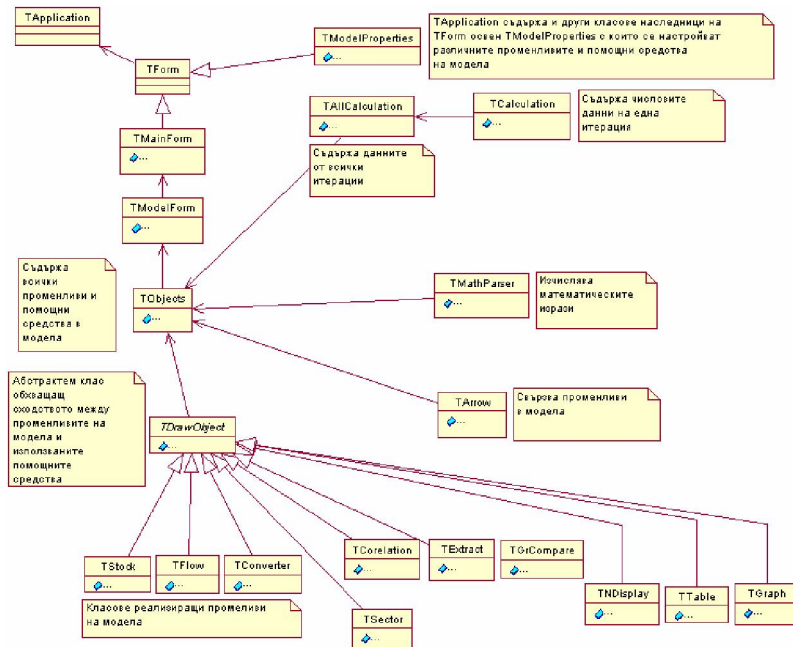 TApplication
TForm
TModelProperties
...
TApplication съдържа и други класове наследници на
TForm освен TModelProperties с които се настройват
различните променливите и помощни средства
на модела
TAllCalculation
...
TCalculation
...
Съдържа числовите
данни на една
итерация
TMainForm
...
Съдържа данните
от всички
итерации
TModelForm
...
Съдържа
всички
променливи и
помощни
средства в
модела
TObjects
...
TMathParser
...
Изчислява
математическите
изрази
Абстрактем клас
обхващащ
сходството между
променливите на
модела и
използваните
помощните
средства
TDrawObject
...
TArrow
...
Свързва променливи
в модела
TStock
...
TFlow
...
TConverter
...
TCorelation
...
TExtract
...
TGrCompare
...
TNDisplay
...
TTable
...
TGraph
...
Класове реализиращи промеливи
на модела
TSector
...